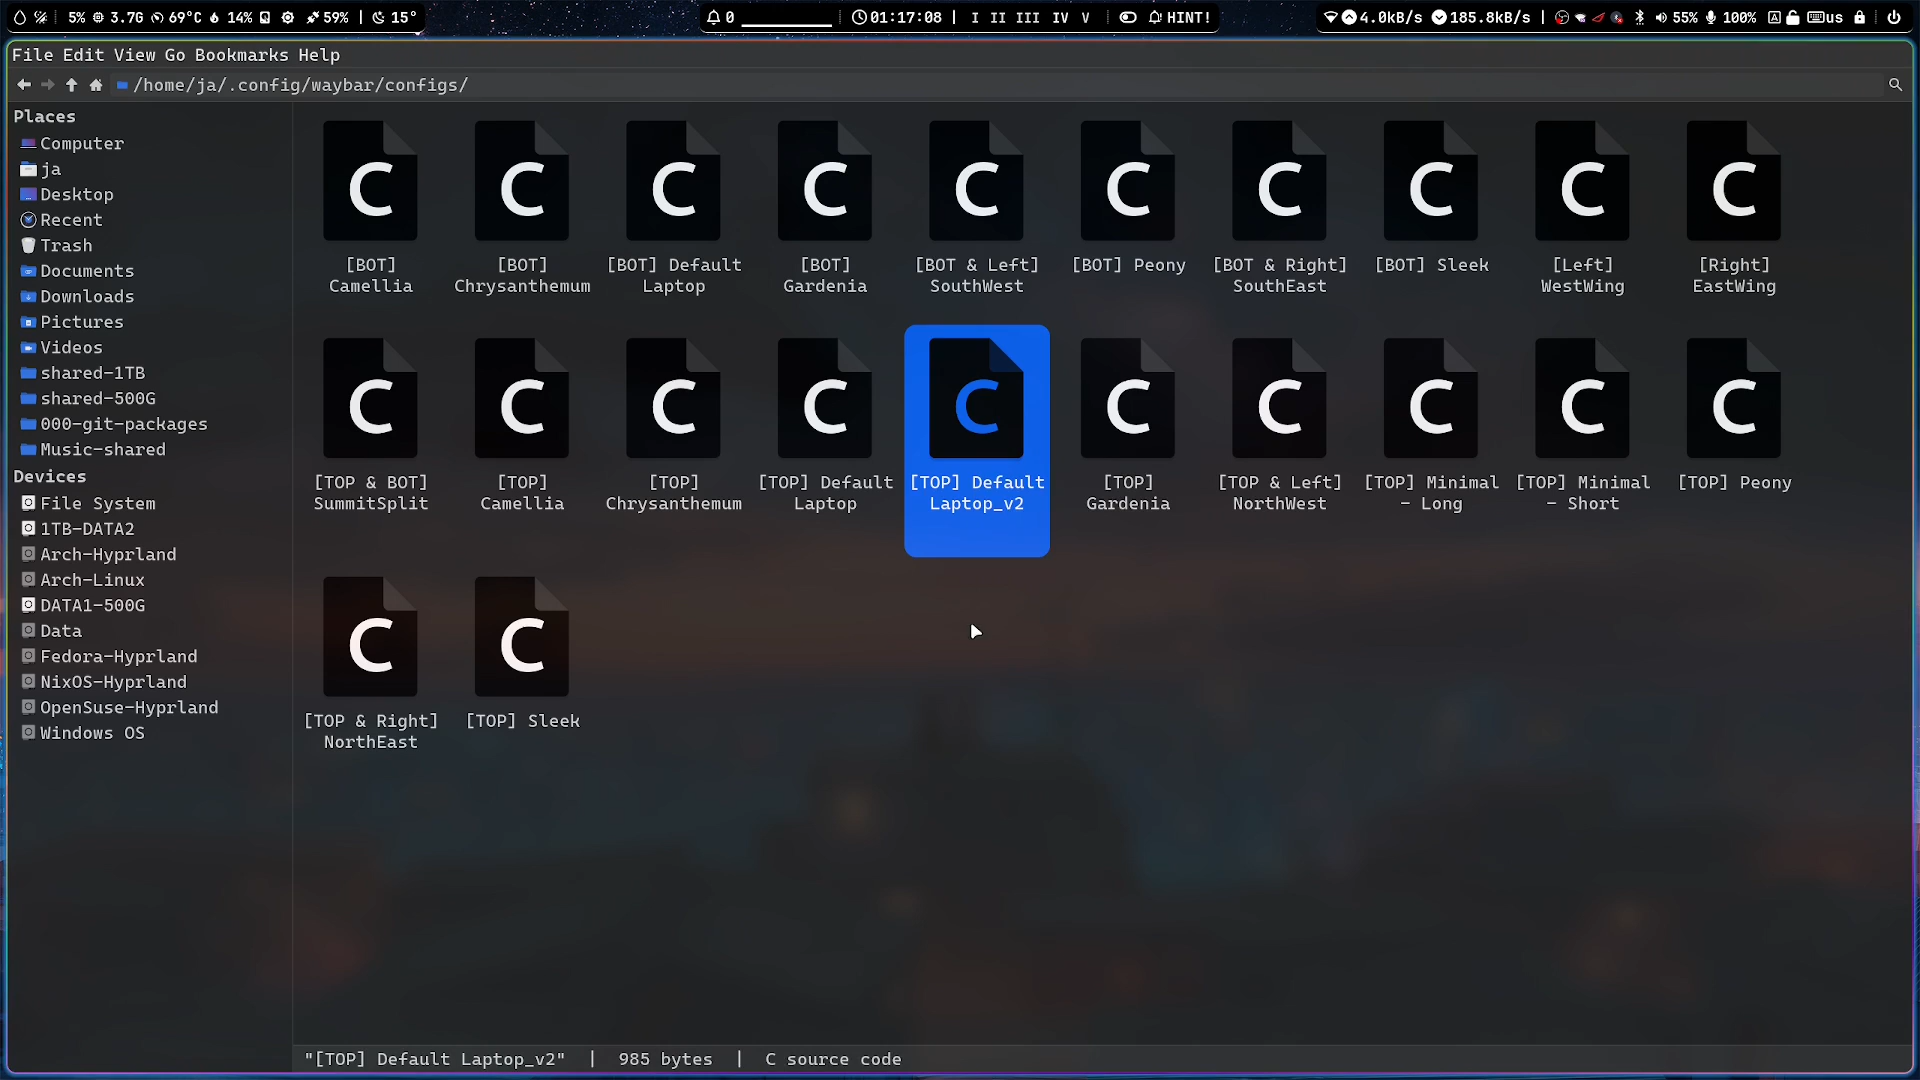 5% 3.7G 69°C 14% 59% | 15°
0
01:17:08 | I II III IV V HINT!
4.0kB/s 185.8kB/s | 55% 100% us
File Edit View Go Bookmarks Help
/home/ja/.config/waybar/configs/
Places
Computer
ja
Desktop
Recent
Trash
Documents
Downloads
Pictures
Videos
shared-1TB
shared-500G
000-git-packages
Music-shared
Devices
File System
1TB-DATA2
Arch-Hyprland
Arch-Linux
DATA1-500G
Data
Fedora-Hyprland
NixOS-Hyprland
OpenSuse-Hyprland
Windows OS
C C C C C C C C C C
[BOT] [BOT] [BOT] Default [BOT] [BOT & Left] [BOT] Peony [BOT & Right] [BOT] Sleek [Left] [Right]
Camellia Chrysanthemum Laptop Gardenia SouthWest SouthEast WestWing EastWing
C C C C C C C C C C
[TOP & BOT] [TOP] [TOP] [TOP] Default [TOP] Default [TOP] [TOP & Left] [TOP] Minimal [TOP] Minimal [TOP] Peony
SummitSplit Camellia Chrysanthemum Laptop Laptop_v2 Gardenia NorthWest - Long - Short
C C
[TOP & Right] [TOP] Sleek
NorthEast
"[TOP] Default Laptop_v2" | 985 bytes | C source code